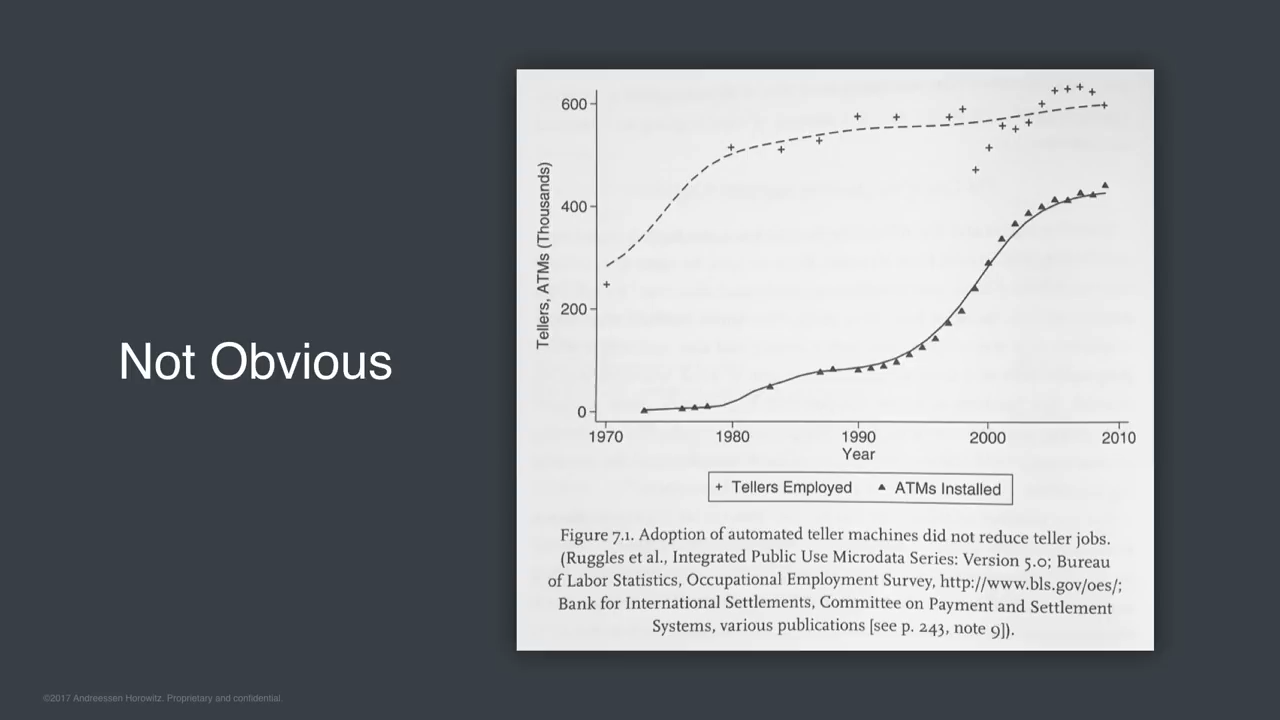 Not Obvious
600
400
200
0
Tellers, ATMs (Thousands)
1970 1980 1990 2000 2010
Year
+ Tellers Employed ▲ ATMs Installed
Figure 7.1. Adoption of automated teller machines did not reduce teller jobs.
(Ruggles et al., Integrated Public Use Microdata Series: Version 5.0; Bureau
of Labor Statistics, Occupational Employment Survey, http://www.bls.gov/oes/;
Bank for International Settlements, Committee on Payment and Settlement
Systems, various publications [see p. 243, note 9]).
©2017 Andreessen Horowitz. Proprietary and confidential.